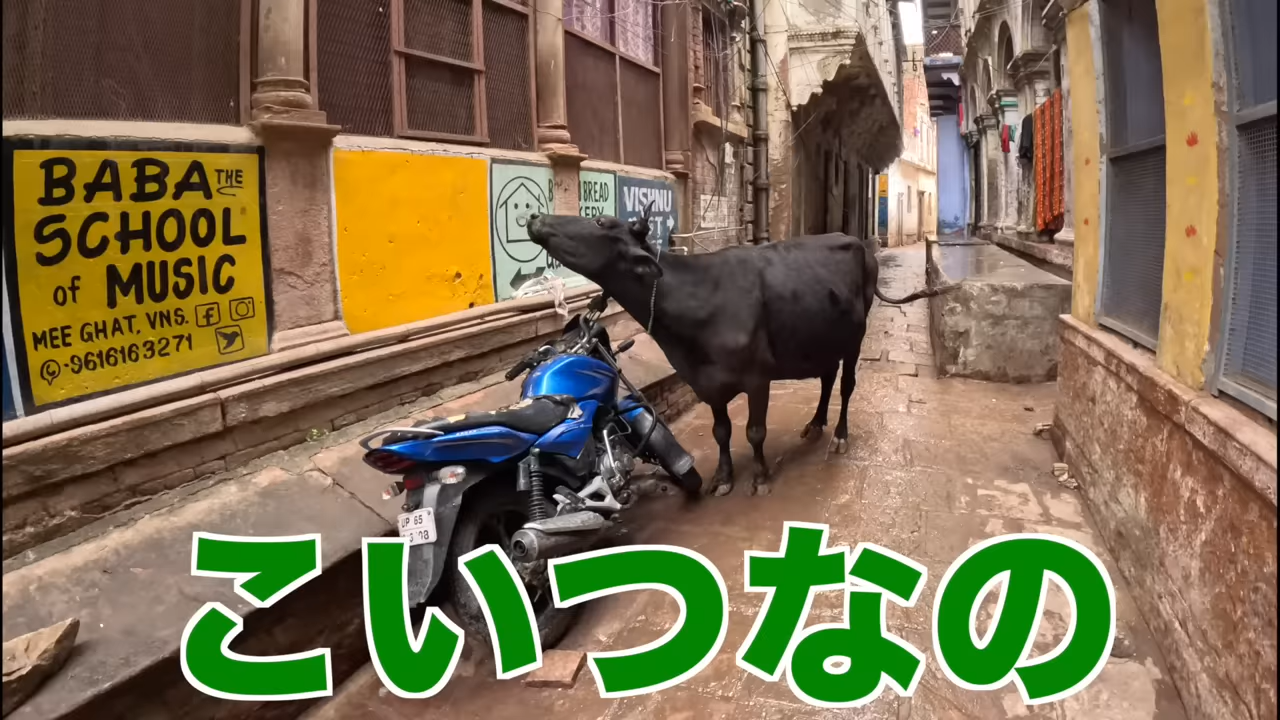 BABA THE
SCHOOL
of MUSIC
MEE GHAT, VNS.
-9616163271
BREAD
VISHNU
UP 65
こいつなの